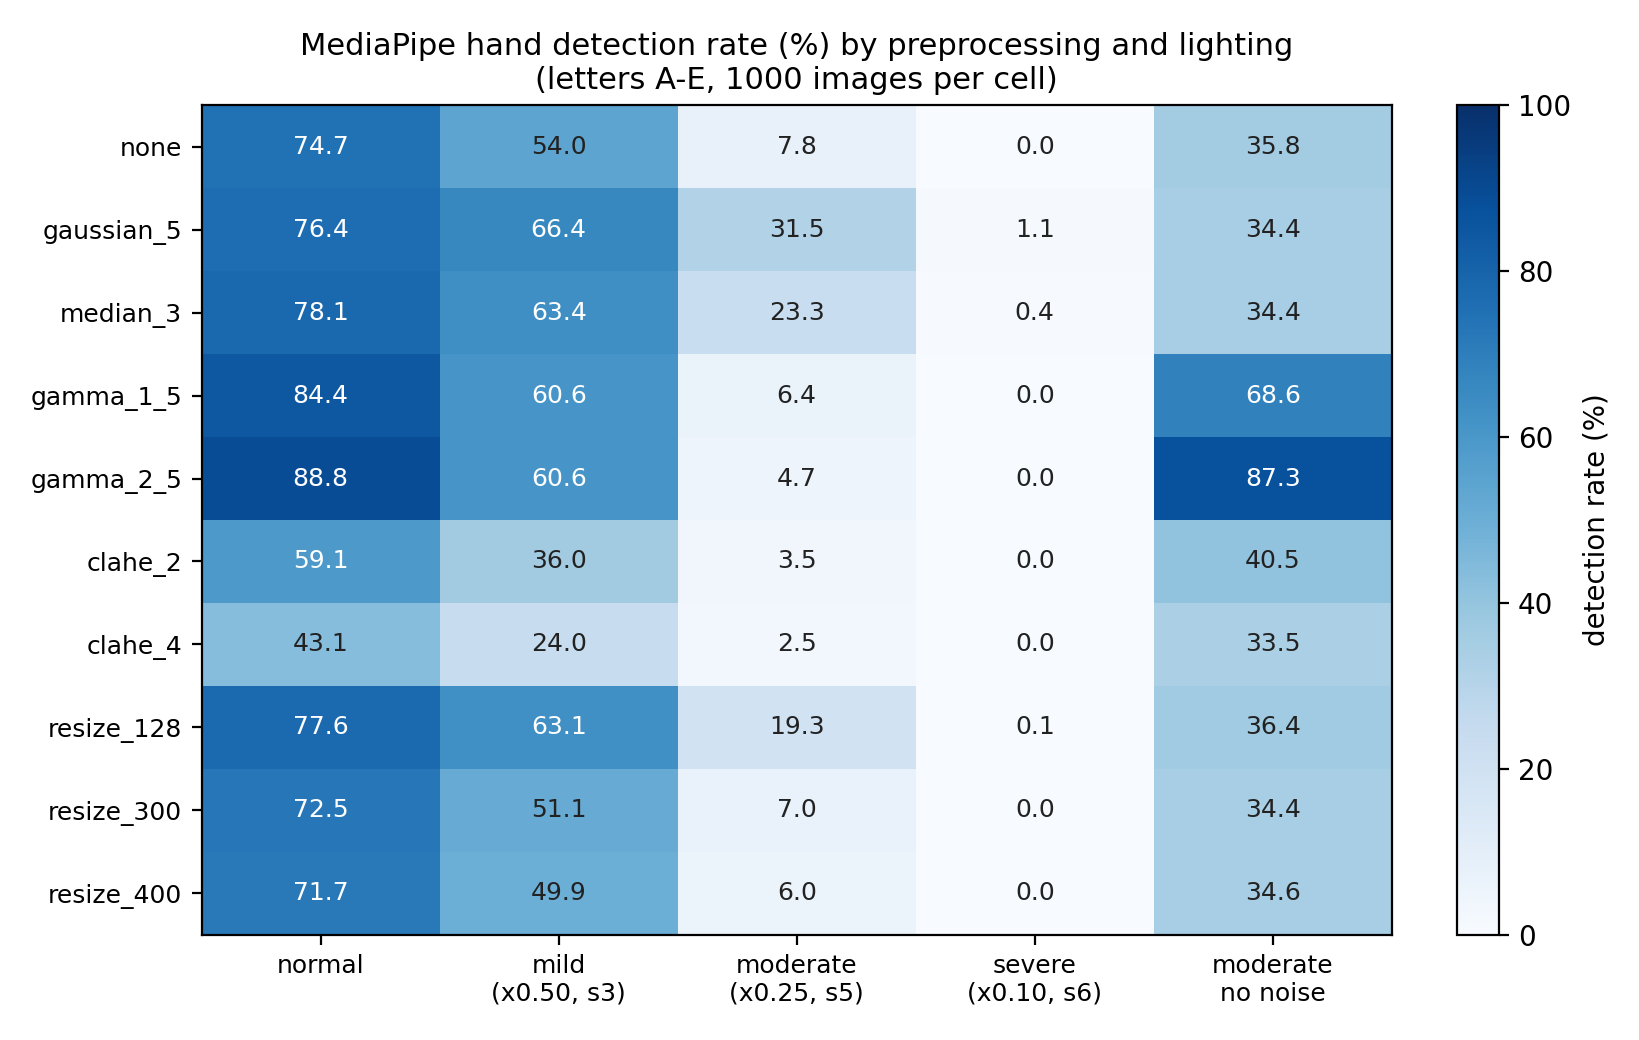 MediaPipe hand detection rate (%) by preprocessing and lighting
(letters A-E, 1000 images per cell)
none 74.7 54.0 7.8 0.0 35.8
gaussian_5 76.4 66.4 31.5 1.1 34.4
median_3 78.1 63.4 23.3 0.4 34.4
gamma_1_5 84.4 60.6 6.4 0.0 68.6
gamma_2_5 88.8 60.6 4.7 0.0 87.3
clahe_2 59.1 36.0 3.5 0.0 40.5
clahe_4 43.1 24.0 2.5 0.0 33.5
resize_128 77.6 63.1 19.3 0.1 36.4
resize_300 72.5 51.1 7.0 0.0 34.4
resize_400 71.7 49.9 6.0 0.0 34.6
normal mild moderate severe moderate
(x0.50, s3) (x0.25, s5) (x0.10, s6) no noise
100
80
60
40
20
0
detection rate (%)